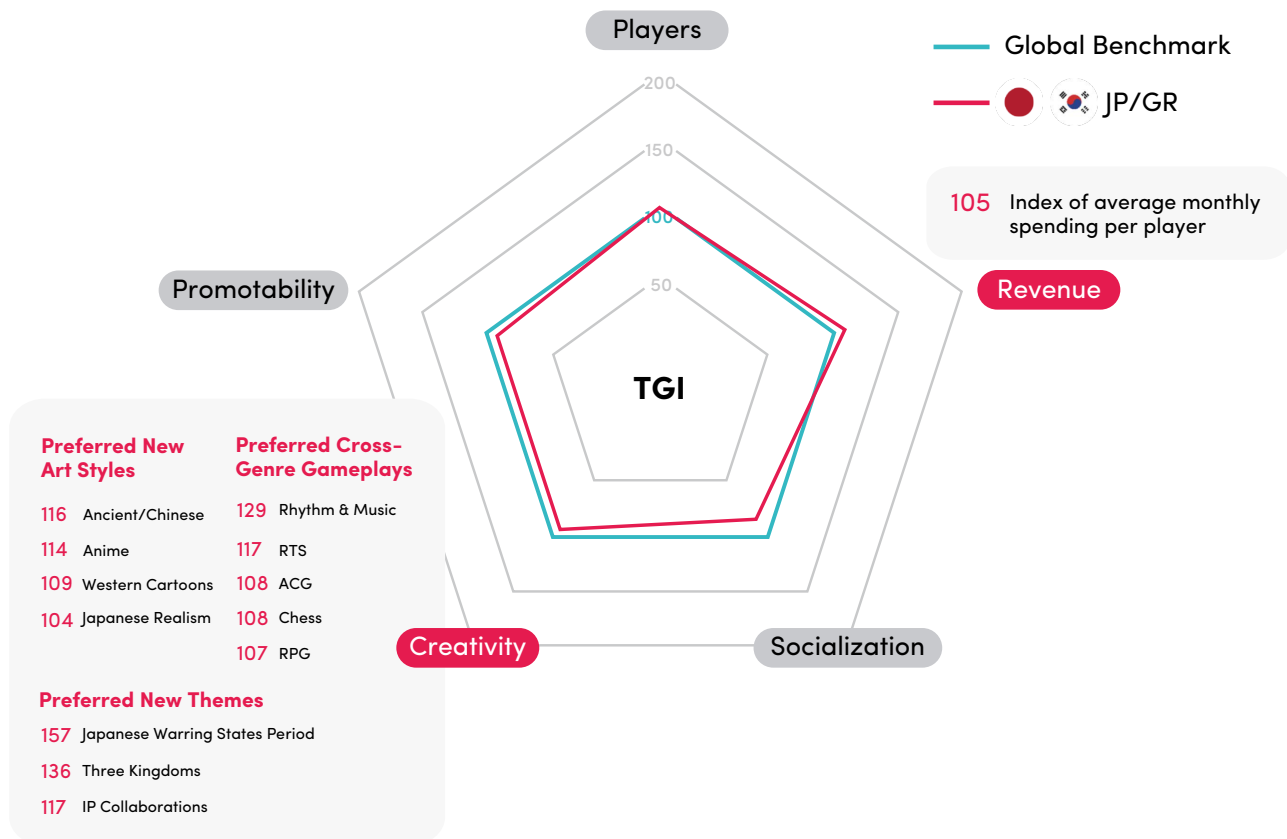 Players
Global Benchmark
JP/GR
200
150
100
50
105 Index of average monthly
spending per player
Promotability
Revenue
TGI
Preferred New
Art Styles
116 Ancient/Chinese
114 Anime
109 Western Cartoons
104 Japanese Realism
Preferred Cross-
Genre Gameplays
129 Rhythm & Music
117 RTS
108 ACG
108 Chess
107 RPG
Creativity
Socialization
Preferred New Themes
157 Japanese Warring States Period
136 Three Kingdoms
117 IP Collaborations